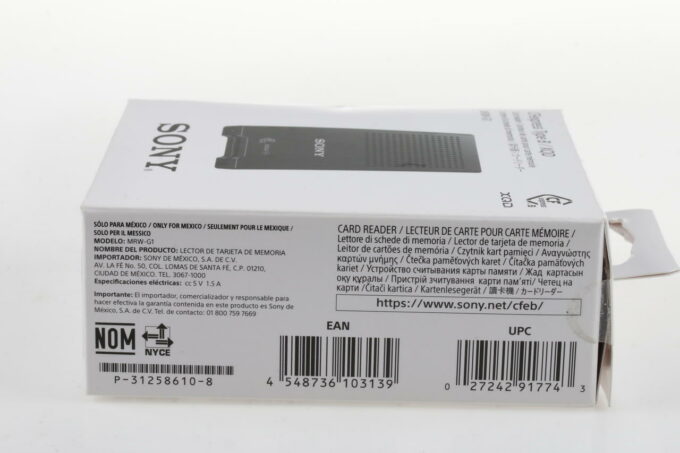 SONY
SONY
XQD
SÓLO PARA MÉXICO / ONLY FOR MEXICO / SEULEMENT POUR LE MEXIQUE /
SOLO PER IL MESSICO
MODELO: MRW-G1
NOMBRE DEL PRODUCTO: LECTOR DE TARJETA DE MEMORIA
IMPORTADOR: SONY DE MÉXICO, S.A. DE C.V.
AV. LA FÉ No. 50, COL. LOMAS DE SANTA FÉ, C.P. 01210,
CIUDAD DE MÉXICO. TEL. 3067-1000
Especificaciones eléctricas: cc 5 V 1.5 A
Importante: El importador, comercializador y responsable para
hacer efectiva la garantía consignada en este producto es Sony de
México, S.A. de C.V. Tel. de contacto: 01 800 759 7669
NOM
NYCE
P-31258610-8
CARD READER / LECTEUR DE CARTE POUR CARTE MÉMOIRE /
Lettore di schede di memoria / Lector de tarjeta de memoria /
Leitor de cartões de memória / Czytnik kart pamięci / Αναγνώστης
καρτών μνήμης / Čtečka paměťových karet / Čítačka pamäťových
kariet / Устройство считывания карты памяти / Жад картасын
оқу құралы / Пристрій зчитування карти пам'яті / Четец на
карти /Čitači kartica / Kartenlesegerät / 讀卡機 / カードリーダー
https://www.sony.net/cfeb/
EAN
4 548736 103139
UPC
0 27242 91774 3